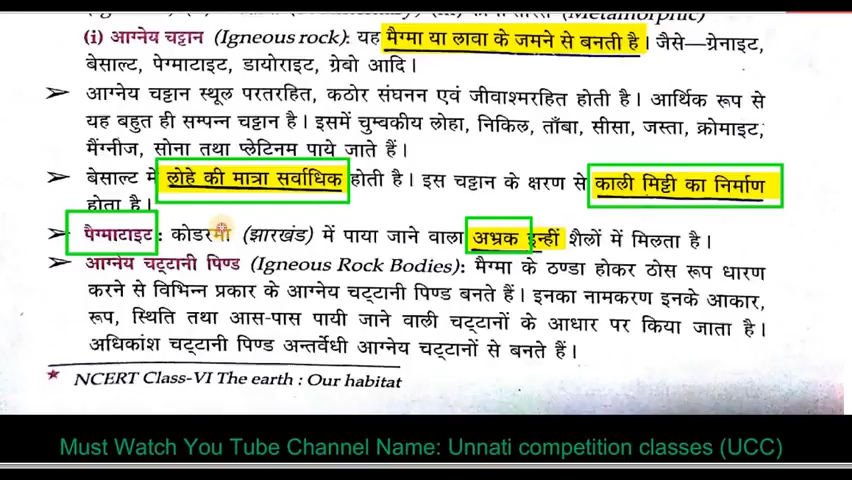 (Metamorphic)
(i) आग्नेय चट्टान (Igneous rock): यह मैग्मा या लावा के जमने से बनती है। जैसे—ग्रेनाइट,
बेसाल्ट, पेग्माटाइट, डायोराइट, ग्रेवो आदि।
➢ आग्नेय चट्टान स्थूल परतरहित, कठोर संघनन एवं जीवाश्मरहित होती है। आर्थिक रूप से
यह बहुत ही सम्पन्न चट्टान है। इसमें चुम्बकीय लोहा, निकिल, ताँबा, सीसा, जस्ता, क्रोमाइट,
मैंग्नीज, सोना तथा प्लेटिनम पाये जाते हैं।
➢ बेसाल्ट में लोहे की मात्रा सर्वाधिक होती है। इस चट्टान के क्षरण से काली मिट्टी का निर्माण
होता है।
➢ पैग्माटाइट : कोडरमा (झारखंड) में पाया जाने वाला अभ्रक इन्हीं शैलों में मिलता है।
➢ आग्नेय चट्टानी पिण्ड (Igneous Rock Bodies): मैग्मा के ठण्डा होकर ठोस रूप धारण
करने से विभिन्न प्रकार के आग्नेय चट्टानी पिण्ड बनते हैं। इनका नामकरण इनके आकार,
रूप, स्थिति तथा आस-पास पायी जाने वाली चट्टानों के आधार पर किया जाता है।
अधिकांश चट्टानी पिण्ड अन्तर्वेधी आग्नेय चट्टानों से बनते हैं।
★ NCERT Class-VI The earth : Our habitat
Must Watch You Tube Channel Name: Unnati competition classes (UCC)